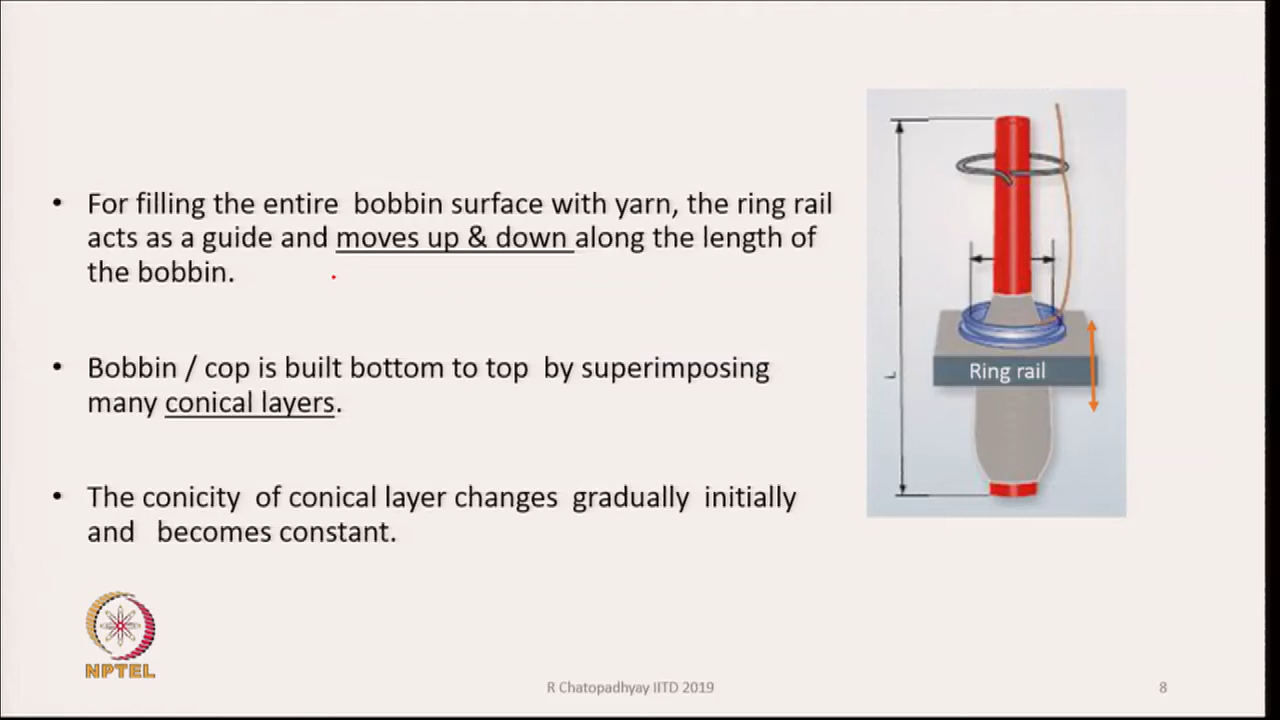 • For filling the entire bobbin surface with yarn, the ring rail
acts as a guide and moves up & down along the length of
the bobbin.
• Bobbin / cop is built bottom to top by superimposing
many conical layers.
• The conicity of conical layer changes gradually initially
and becomes constant.
L
Ring rail
NPTEL
R Chatopadhyay IITD 2019
8